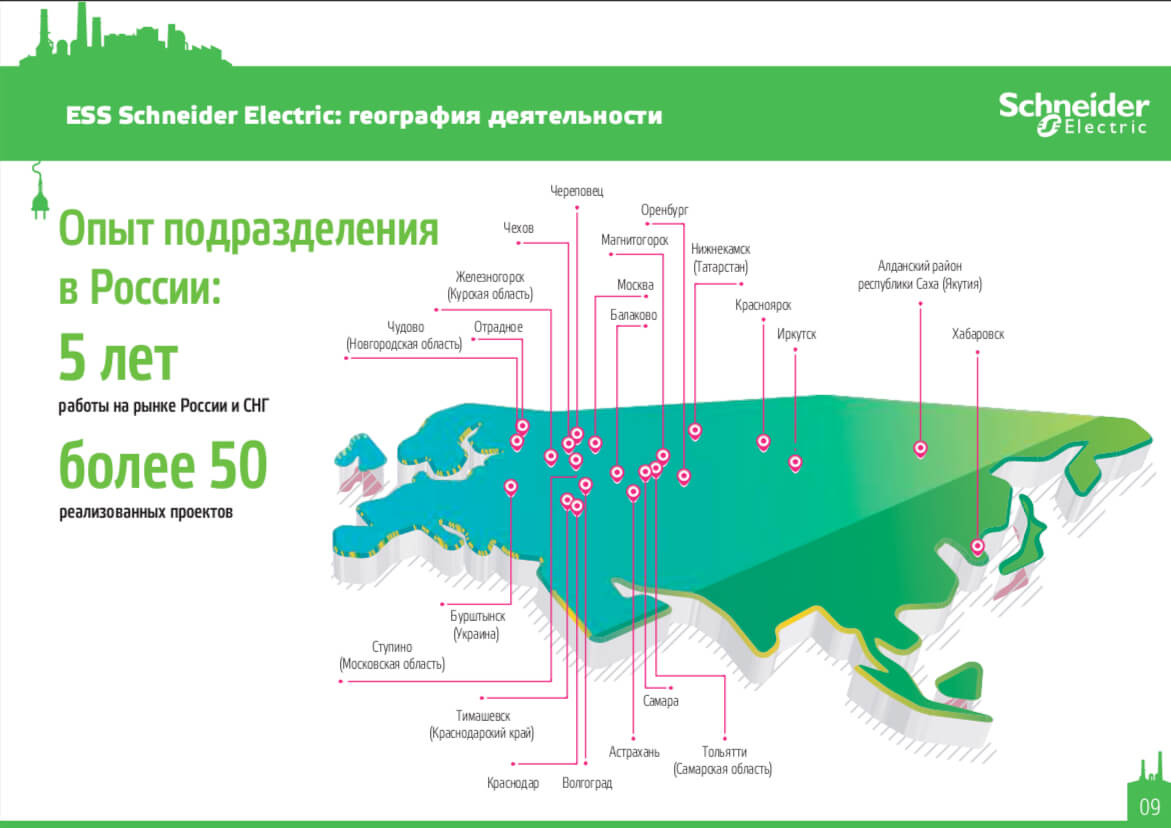 ESS Schneider Electric: география деятельности
Schneider
Electric
Опыт подразделения
в России:
5 лет
работы на рынке России и СНГ
более 50
реализованных проектов
Череповец
Оренбург
Чехов
Магнитогорск
Нижнекамск
(Татарстан)
Железногорск
(Курская область)
Москва
Алданский район
республики Саха (Якутия)
Балаково
Красноярск
Чудово
(Новгородская область)
Отрадное
Иркутск
Хабаровск
Бурштынск
(Украина)
Ступино
(Московская область)
Самара
Тимашевск
(Краснодарский край)
Астрахань
Тольятти
(Самарская область)
Краснодар
Волгоград
09